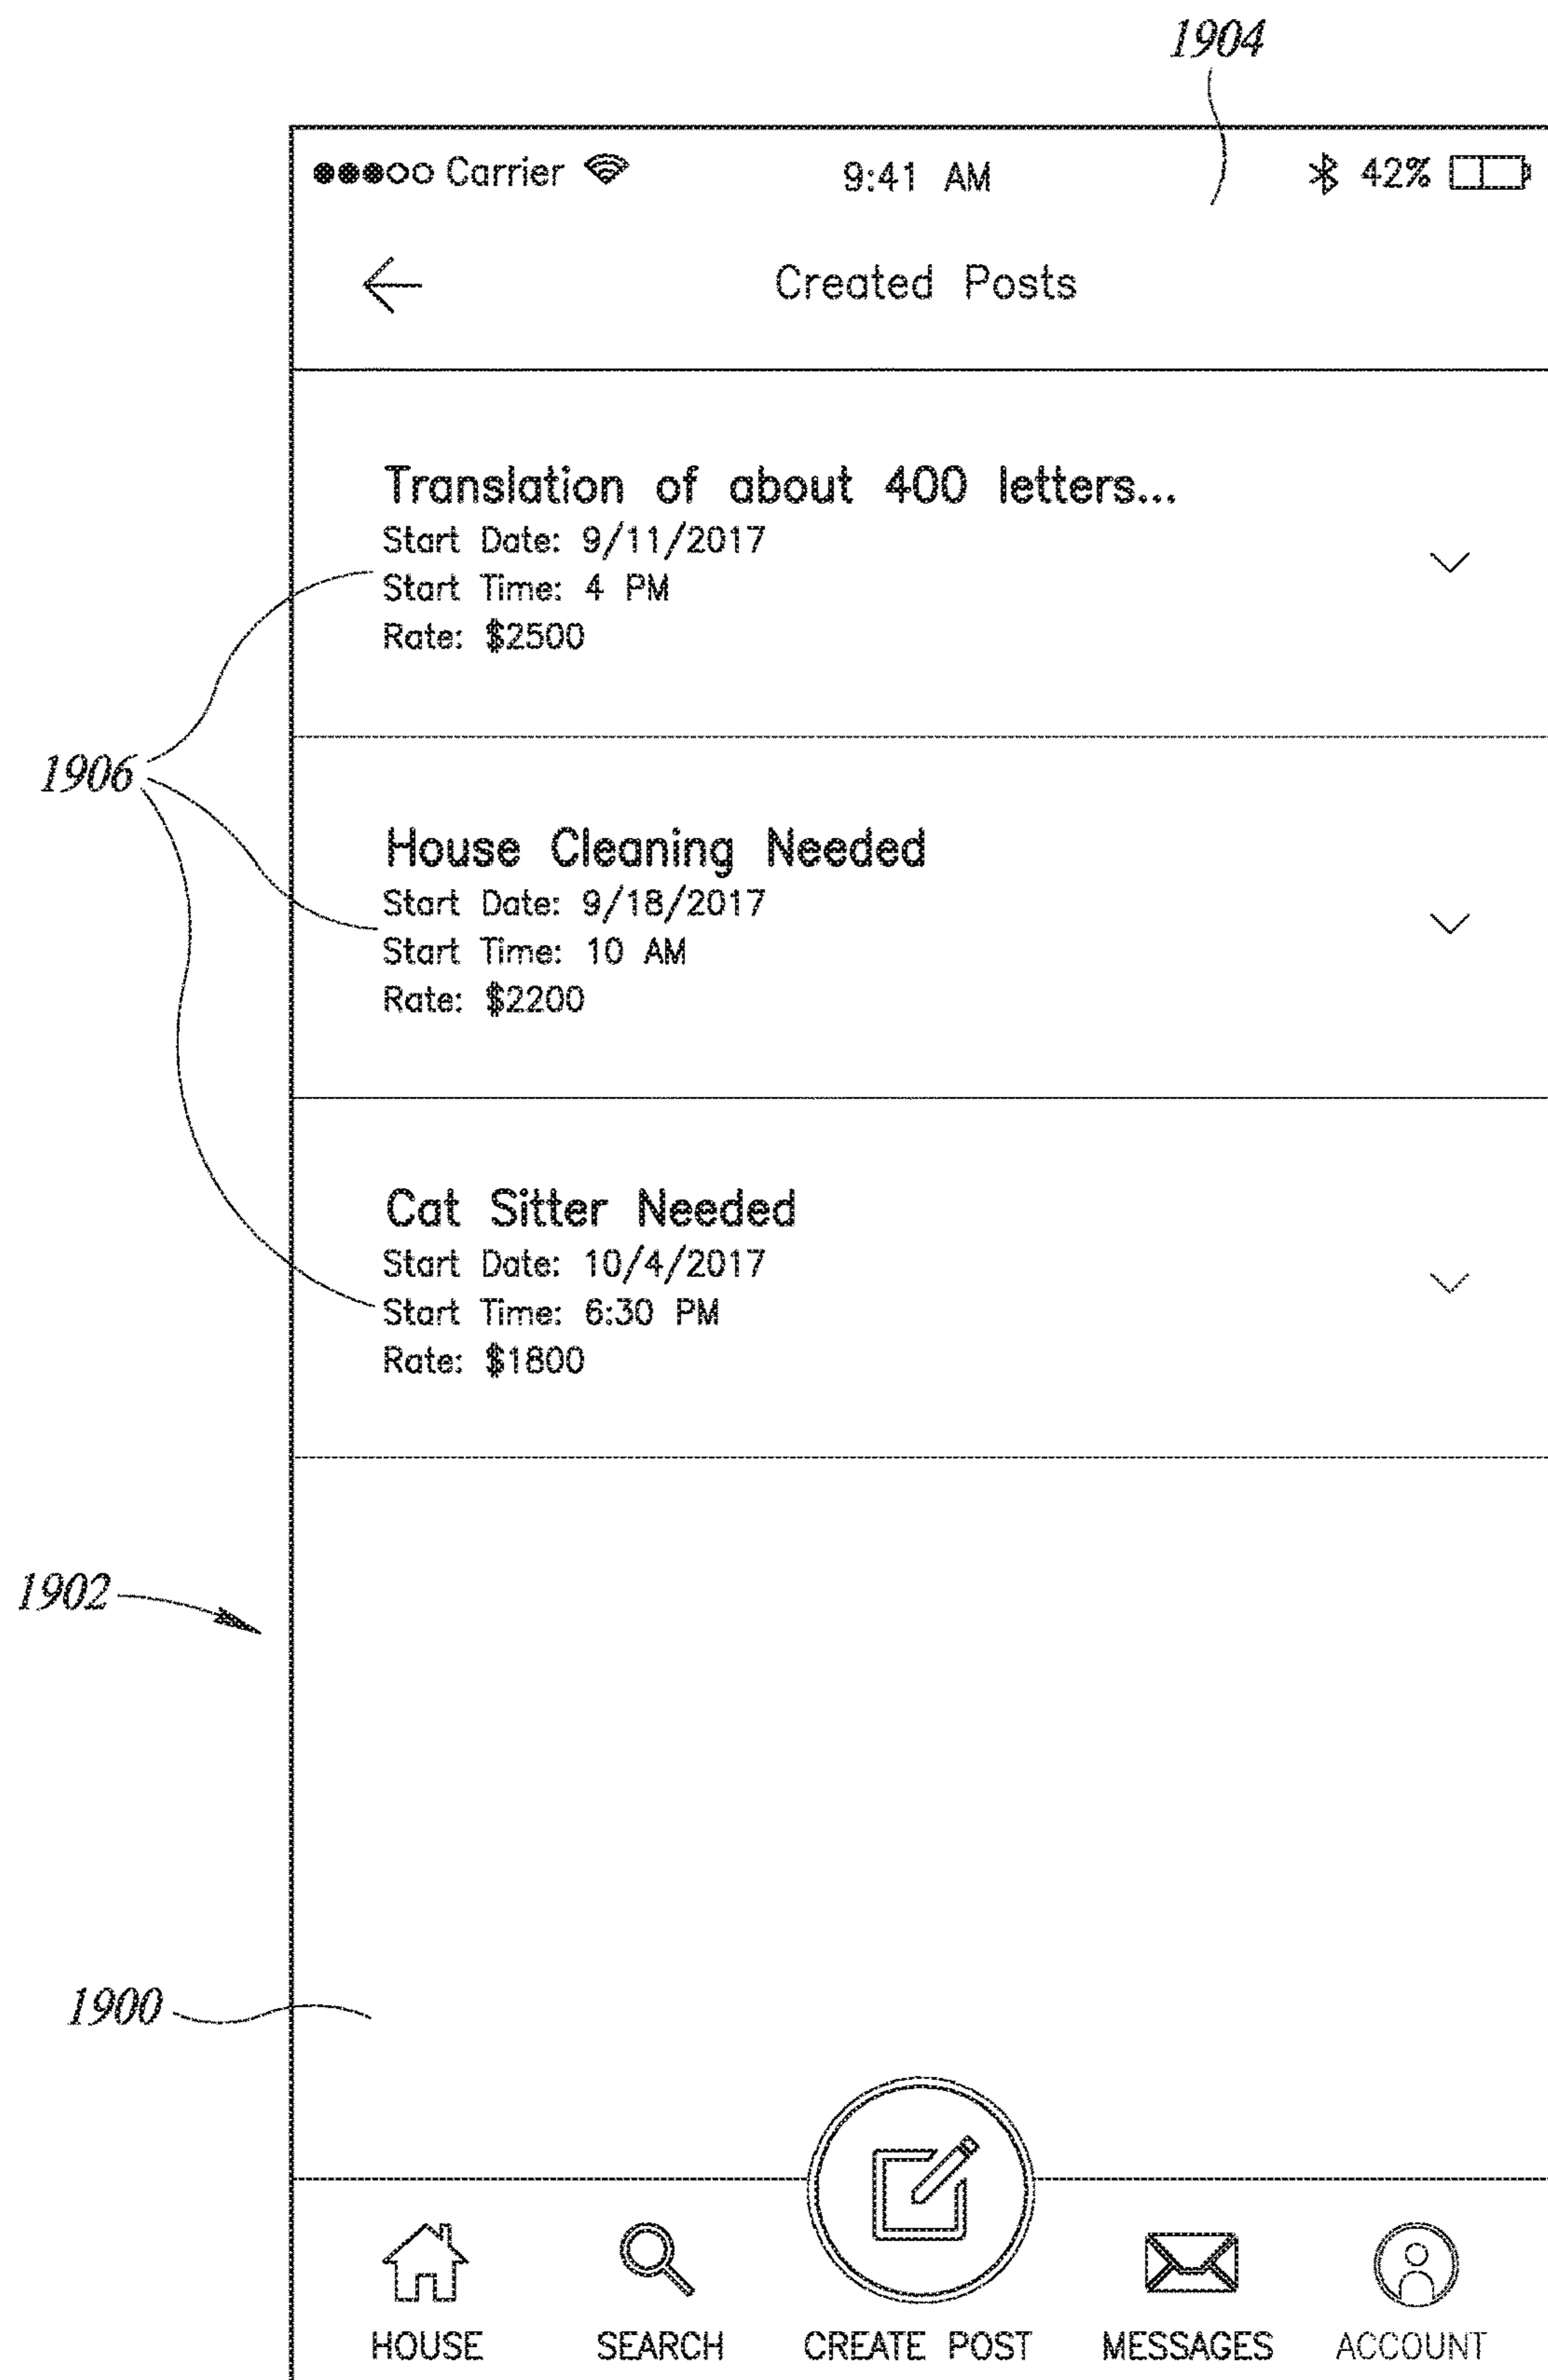 1904
Carrier 9:41 AM 42%
Created Posts
Translation of about 400 letters...
Start Date: 9/11/2017
Start Time: 4 PM
Rate: $2500
1906
House Cleaning Needed
Start Date: 9/18/2017
Start Time: 10 AM
Rate: $2200
Cat Sitter Needed
Start Date: 10/4/2017
Start Time: 6:30 PM
Rate: $1800
1902
1900
HOUSE SEARCH CREATE POST MESSAGES ACCOUNT